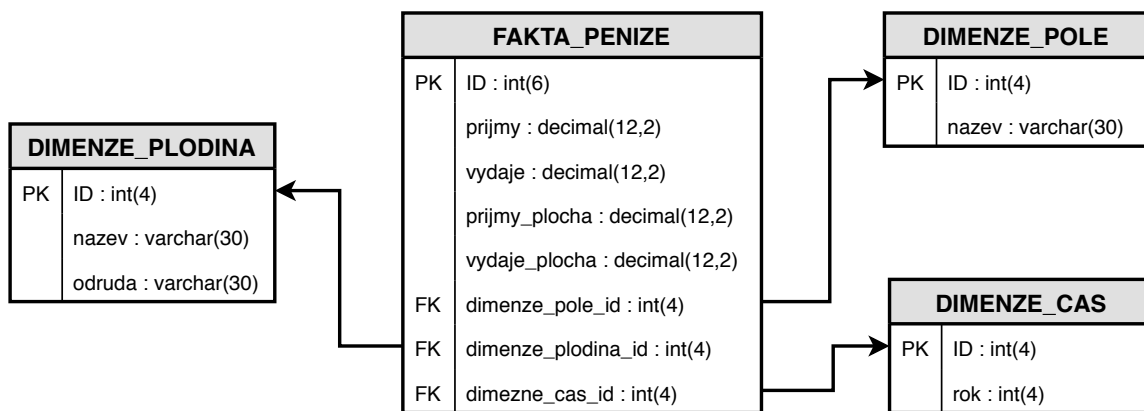 FAKTA_PENIZE
PK ID : int(6)
prijmy : decimal(12,2)
vydaje : decimal(12,2)
prijmy_plocha : decimal(12,2)
vydaje_plocha : decimal(12,2)
FK dimenze_pole_id : int(4)
FK dimenze_plodina_id : int(4)
FK dimezne_cas_id : int(4)
DIMENZE_PLODINA
PK ID : int(4)
nazev : varchar(30)
odruda : varchar(30)
DIMENZE_POLE
PK ID : int(4)
nazev : varchar(30)
DIMENZE_CAS
PK ID : int(4)
rok : int(4)